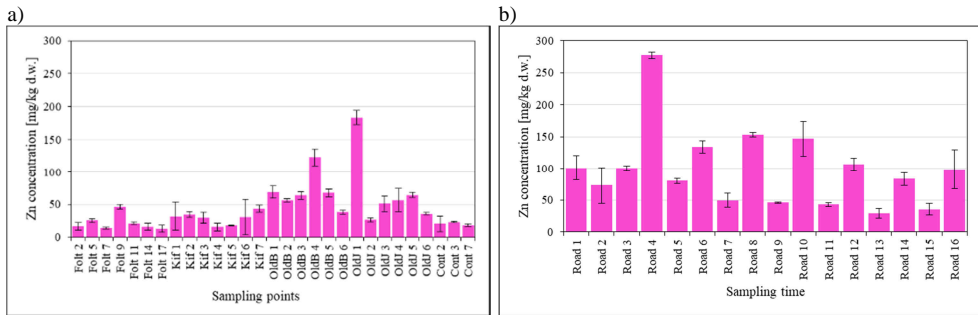 a)
Zn concentration [mg/kg d.w.]
300
250
200
150
100
50
0
Folt 2
Folt 5
Folt 7
Folt 9
Folt 11
Folt 14
Folt 17
Kif 1
Kif 2
Kif 3
Kif 4
Kif 5
Kif 6
Kif 7
OldB 1
OldB 2
OldB 3
OldB 4
OldB 5
OldB 6
OldJ 1
OldJ 2
OldJ 3
OldJ 4
OldJ 5
OldJ 6
Cont 2
Cont 3
Cont 7
Sampling points
b)
Zn concentration [mg/kg d.w.]
300
250
200
150
100
50
0
Road 1
Road 2
Road 3
Road 4
Road 5
Road 6
Road 7
Road 8
Road 9
Road 10
Road 11
Road 12
Road 13
Road 14
Road 15
Road 16
Sampling time